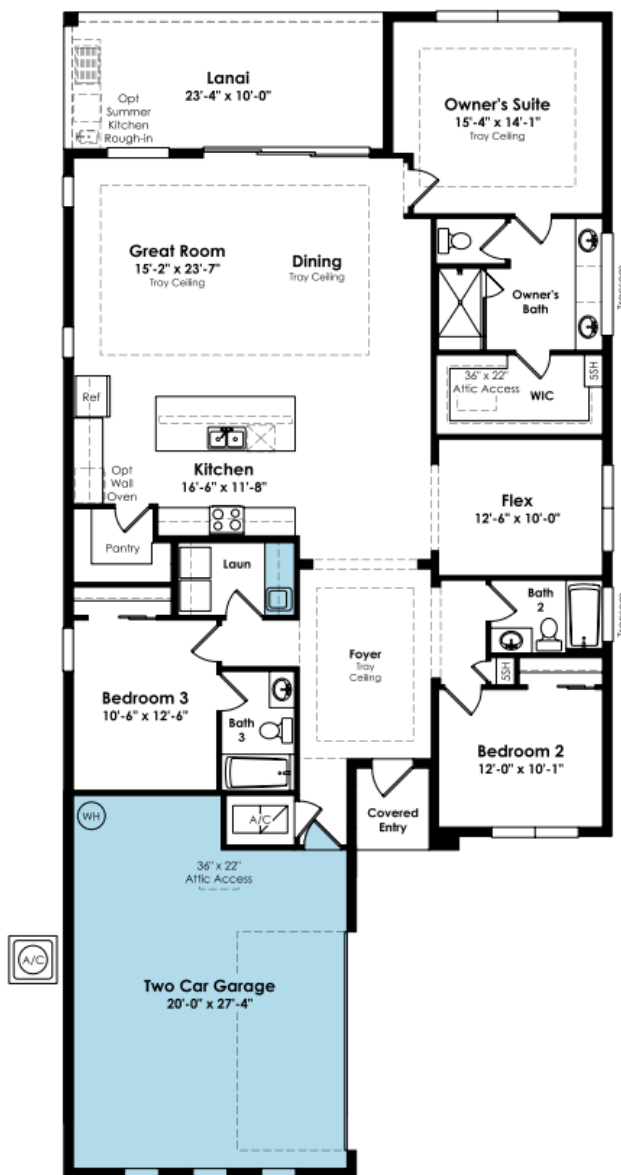 Lanai
23'-4" x 10'-0"
Opt
Summer
Kitchen
Rough-in
Owner's Suite
15'-4" x 14'-1"
Tray Ceiling
Great Room
15'-2" x 23'-7"
Tray Ceiling
Dining
Tray Ceiling
Owner's
Bath
Transom
36" x 22"
Attic Access
WIC
5SH
Ref
Opt
Wall
Oven
Kitchen
16'-6" x 11'-8"
Flex
12'-6" x 10'-0"
Pantry
Laun
Bath
2
Transom
Foyer
Tray
Ceiling
5SH
Bedroom 3
10'-6" x 12'-6"
Bath
3
Bedroom 2
12'-0" x 10'-1"
WH
A/C
Covered
Entry
36" x 22"
Attic Access
A/C
Two Car Garage
20'-0" x 27'-4"